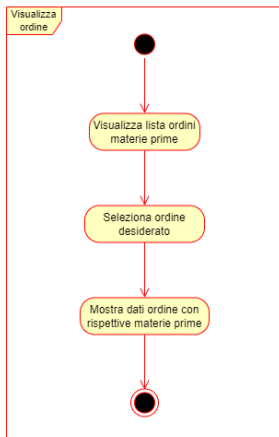 Visualizza
ordine
Visualizza lista ordini
materie prime
Seleziona ordine
desiderato
Mostra dati ordine con
rispettive materie prime